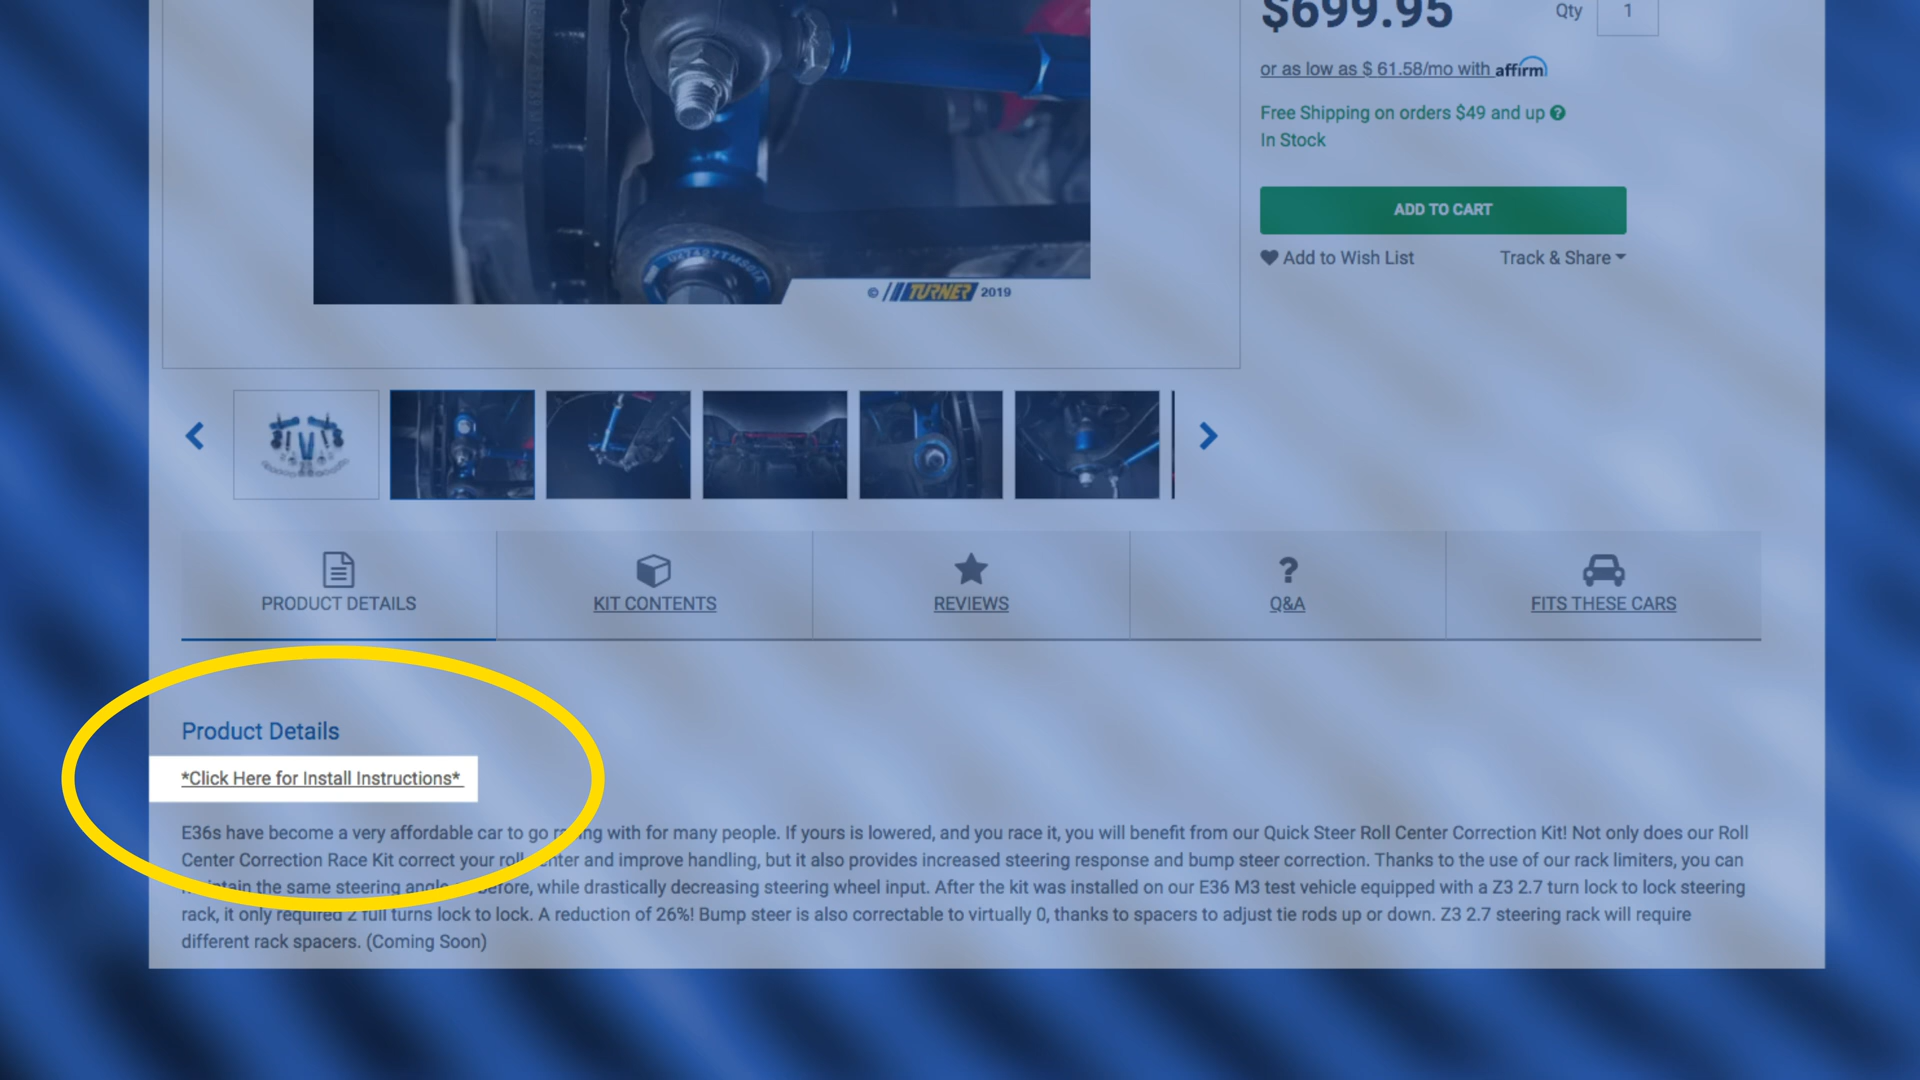 $699.95
Qty 1
or as low as $ 61.58/mo with affirm
Free Shipping on orders $49 and up ?
In Stock
ADD TO CART
Add to Wish List
Track & Share
© TURNER 2019
PRODUCT DETAILS
KIT CONTENTS
REVIEWS
?
Q&A
FITS THESE CARS
Product Details
*Click Here for Install Instructions*
E36s have become a very affordable car to go racing with for many people. If yours is lowered, and you race it, you will benefit from our Quick Steer Roll Center Correction Kit! Not only does our Roll
Center Correction Race Kit correct your roll center and improve handling, but it also provides increased steering response and bump steer correction. Thanks to the use of our rack limiters, you can
maintain the same steering angle as before, while drastically decreasing steering wheel input. After the kit was installed on our E36 M3 test vehicle equipped with a Z3 2.7 turn lock to lock steering
rack, it only required 2 full turns lock to lock. A reduction of 26%! Bump steer is also correctable to virtually 0, thanks to spacers to adjust tie rods up or down. Z3 2.7 steering rack will require
different rack spacers. (Coming Soon)